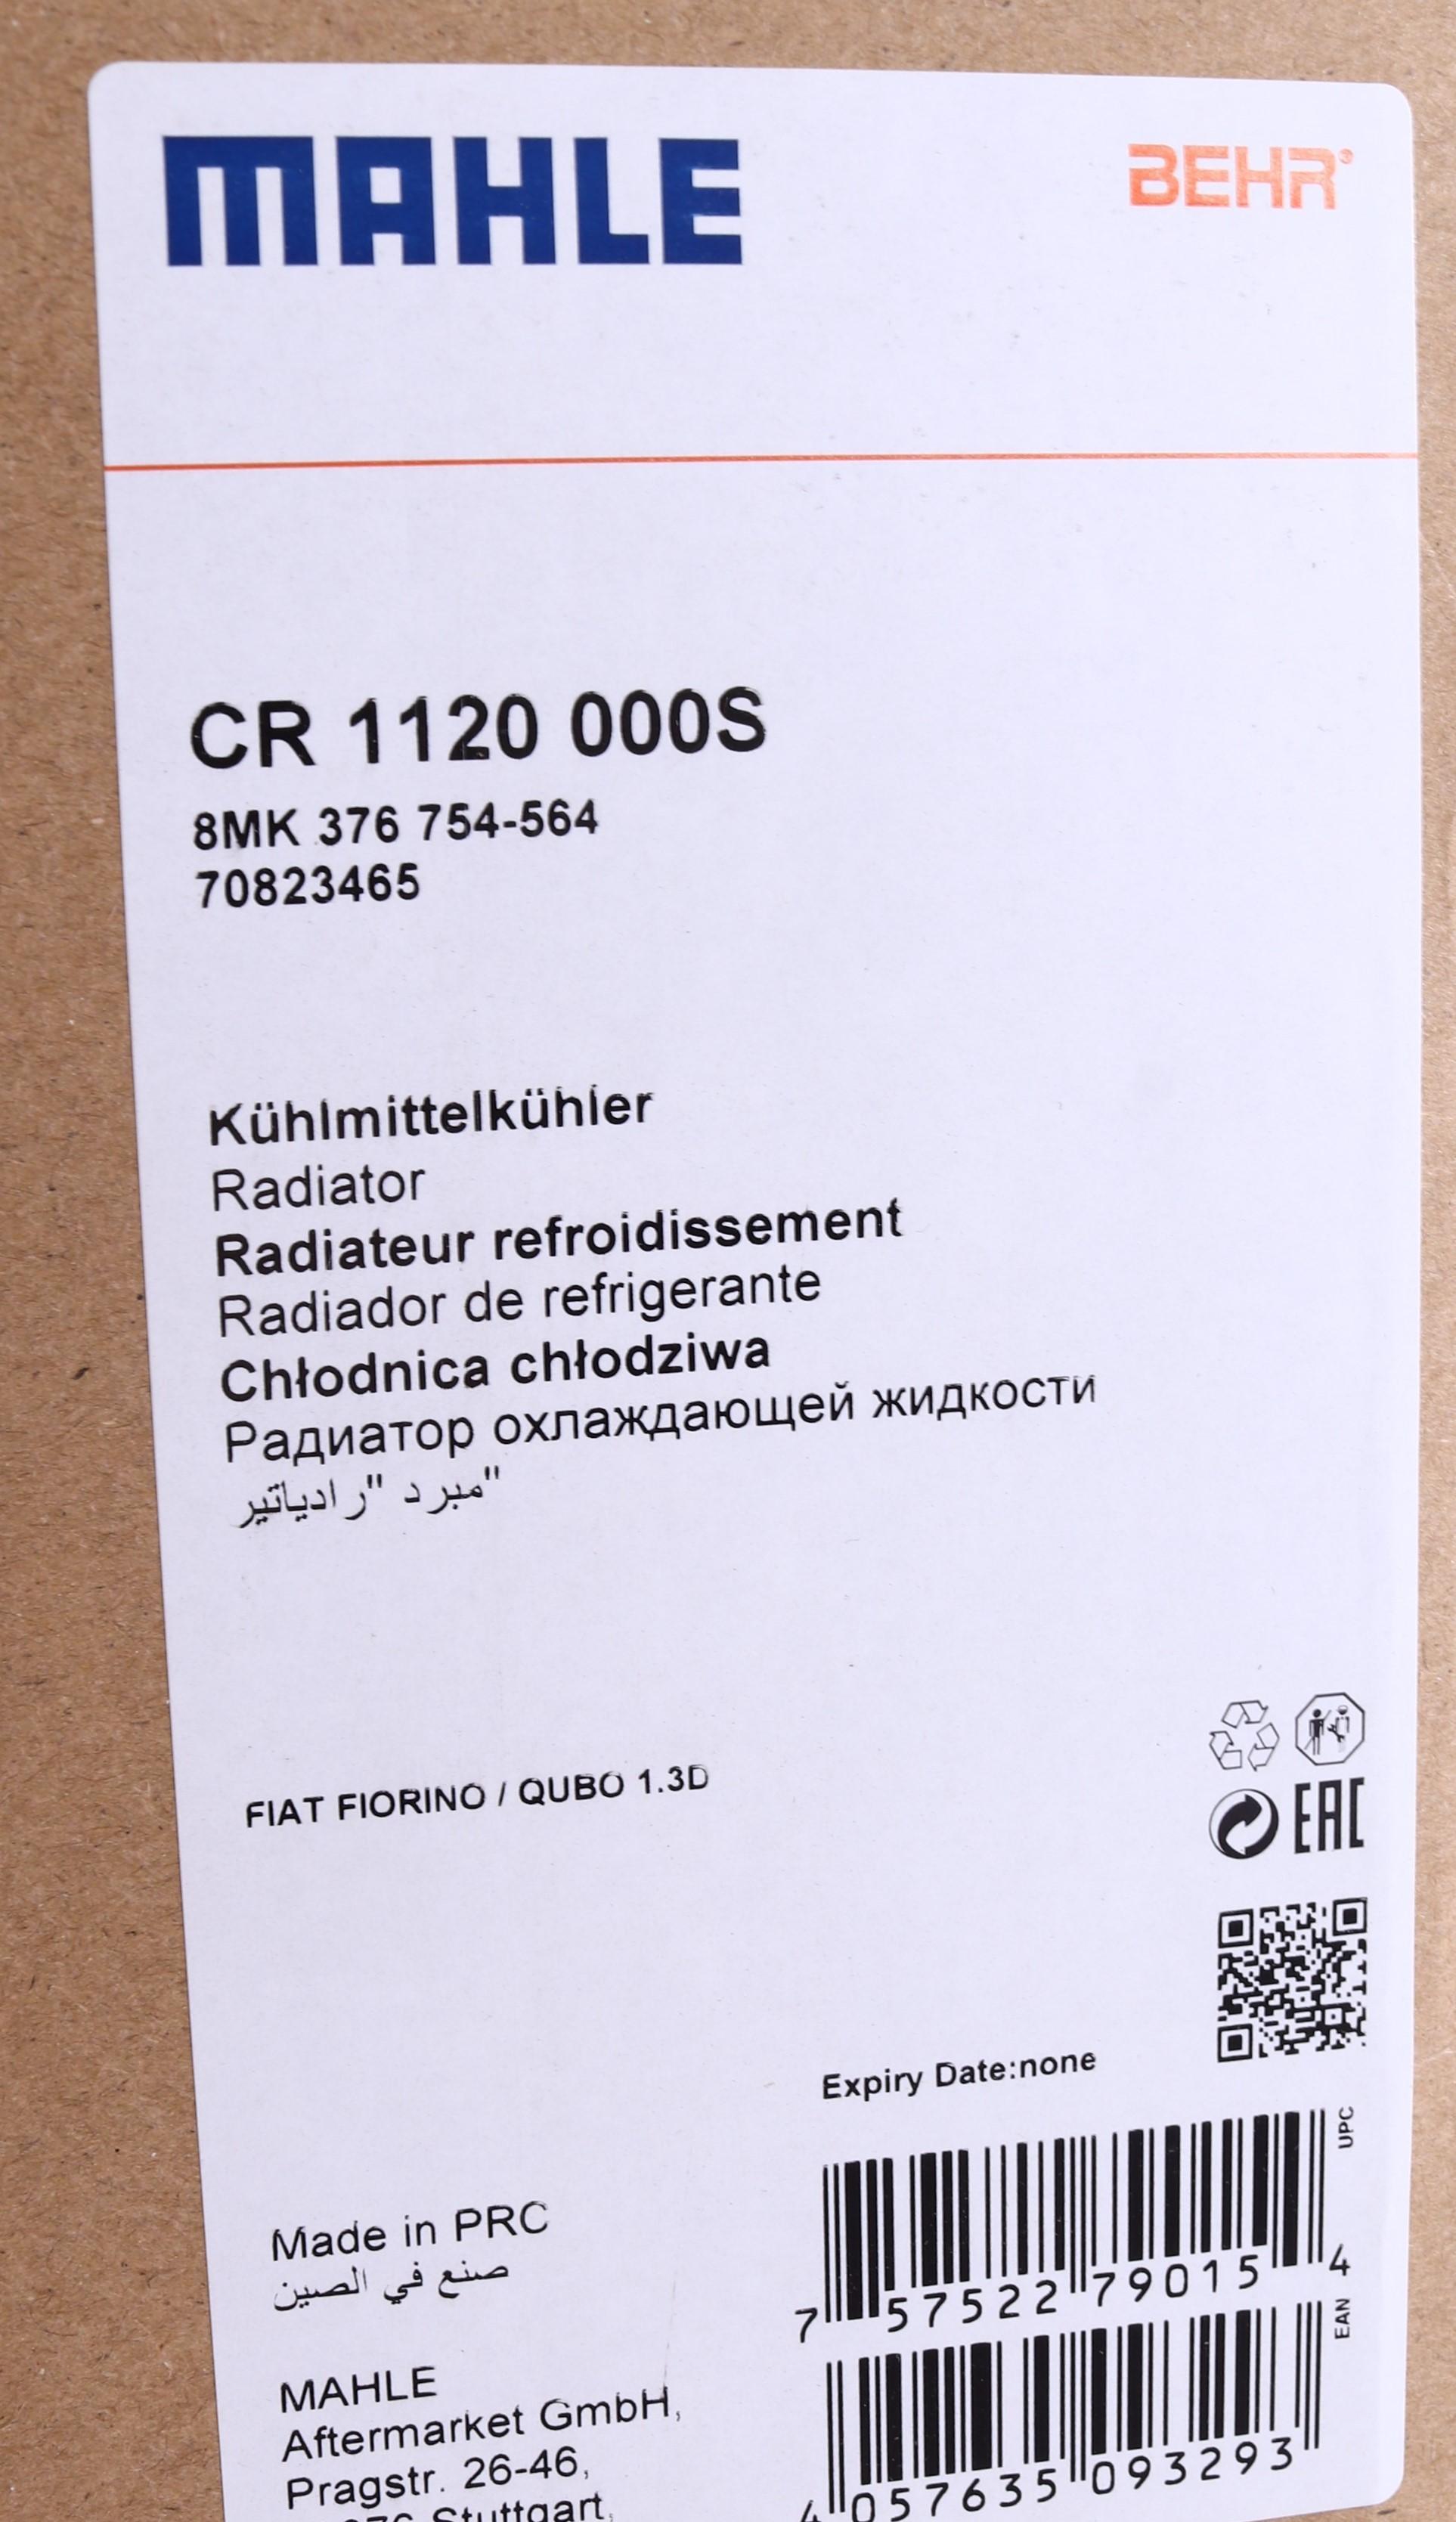 MAHLE
BEHR®
CR 1120 000S
8MK 376 754-564
70823465
Kühlmittelkühler
Radiator
Radiateur refroidissement
Radiador de refrigerante
Chłodnica chłodziwa
Радиатор охлаждающей жидкости
"مبرد "رادياتير
FIAT FIORINO / QUBO 1.3D
EAC
Expiry Date:none
UPC
7 57522 79015 4
Made in PRC
صنع في الصين
EAN
4 057635 093293
MAHLE
Aftermarket GmbH,
Pragstr. 26-46,
Stuttgart,